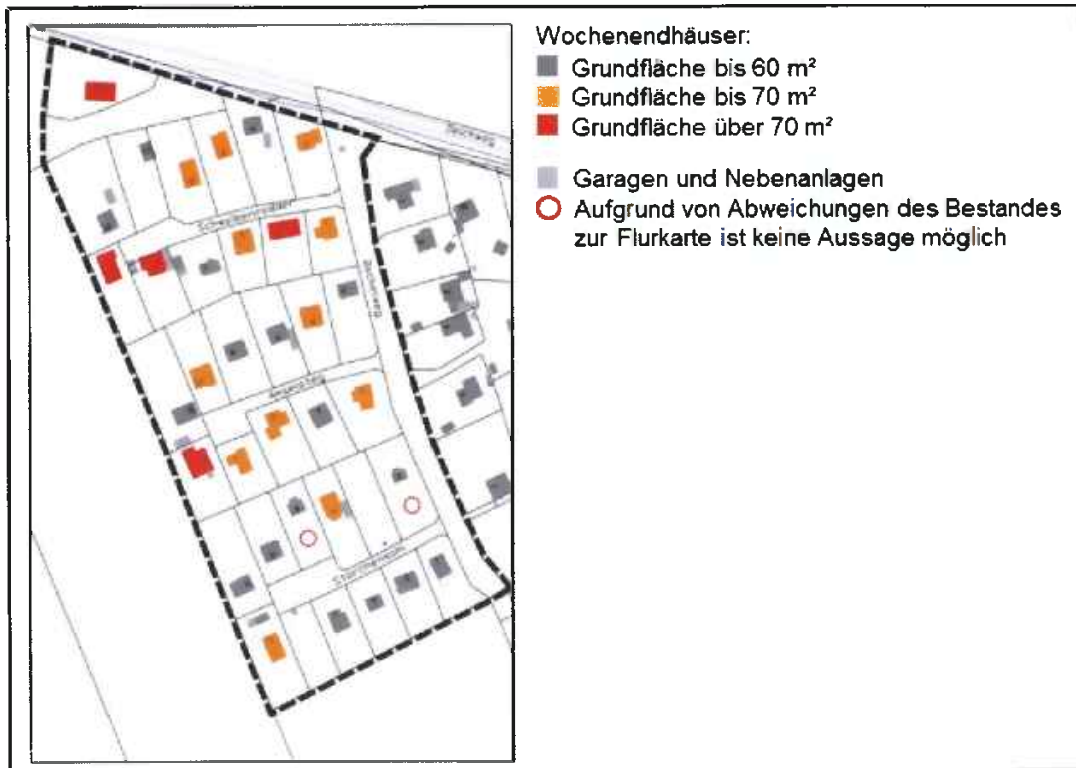 Wochenendhäuser:
Grundfläche bis 60 m²
Grundfläche bis 70 m²
Grundfläche über 70 m²
Garagen und Nebenanlagen
Aufgrund von Abweichungen des Bestandes
zur Flurkarte ist keine Aussage möglich